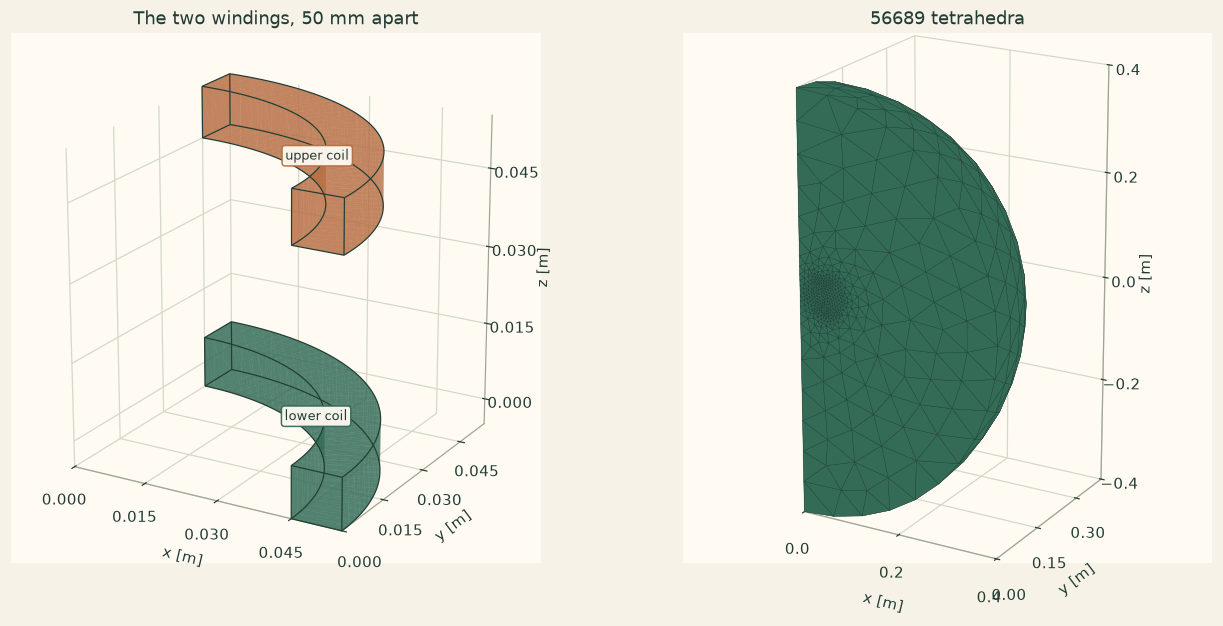 The two windings, 50 mm apart
upper coil
lower coil
0.045
0.030
0.015
0.000
z [m]
0.000
0.015
0.030
0.045
x [m]
0.000
0.015
0.030
0.045
y [m]
56689 tetrahedra
0.4
0.2
0.0
−0.2
−0.4
z [m]
0.0
0.2
0.4
x [m]
0.00
0.15
0.30
y [m]